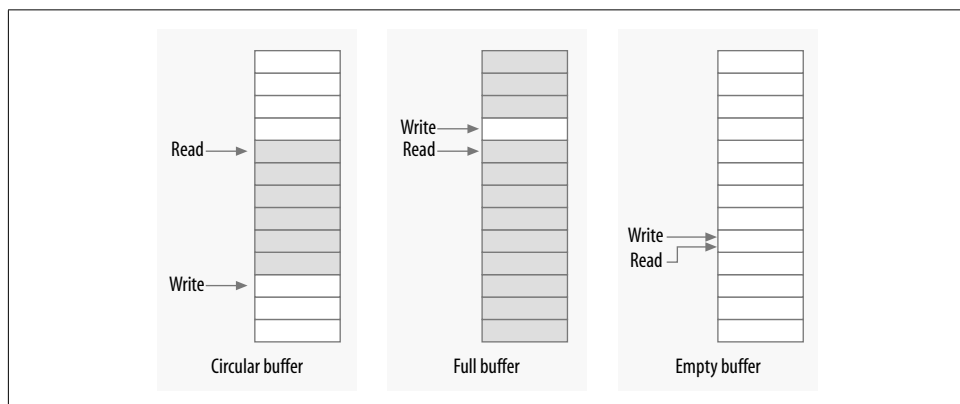 Read
Write
Circular buffer
Write
Read
Full buffer
Write
Read
Empty buffer